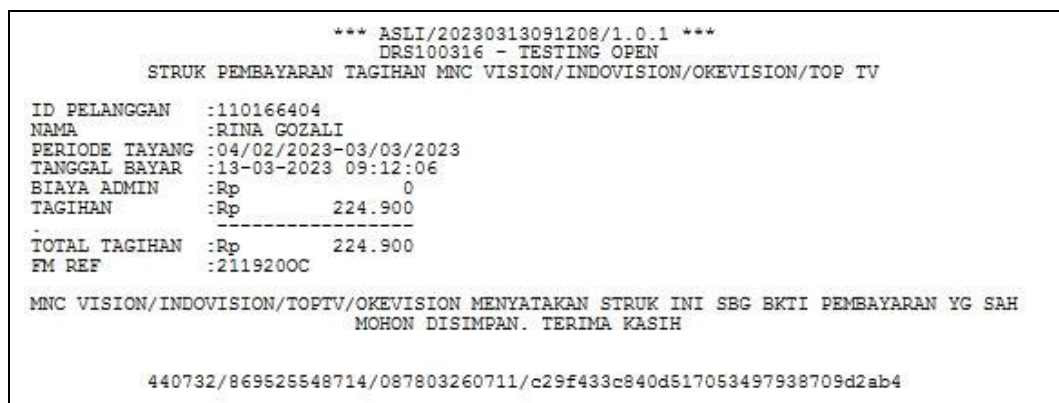 *** ASLI/20230313091208/1.0.1 ***
DRS100316 - TESTING OPEN
STRUK PEMBAYARAN TAGIHAN MNC VISION/INDOVISION/OKEVISION/TOP TV
ID PELANGGAN :110166404
NAMA :RINA GOZALI
PERIODE TAYANG :04/02/2023-03/03/2023
TANGGAL BAYAR :13-03-2023 09:12:06
BIAYA ADMIN :Rp 0
TAGIHAN :Rp 224.900
. -----------------
TOTAL TAGIHAN :Rp 224.900
FM REF :2119200C
MNC VISION/INDOVISION/TOPTV/OKEVISION MENYATAKAN STRUK INI SBG BKTI PEMBAYARAN YG SAH
MOHON DISIMPAN. TERIMA KASIH
440732/869525548714/087803260711/c29f433c840d517053497938709d2ab4